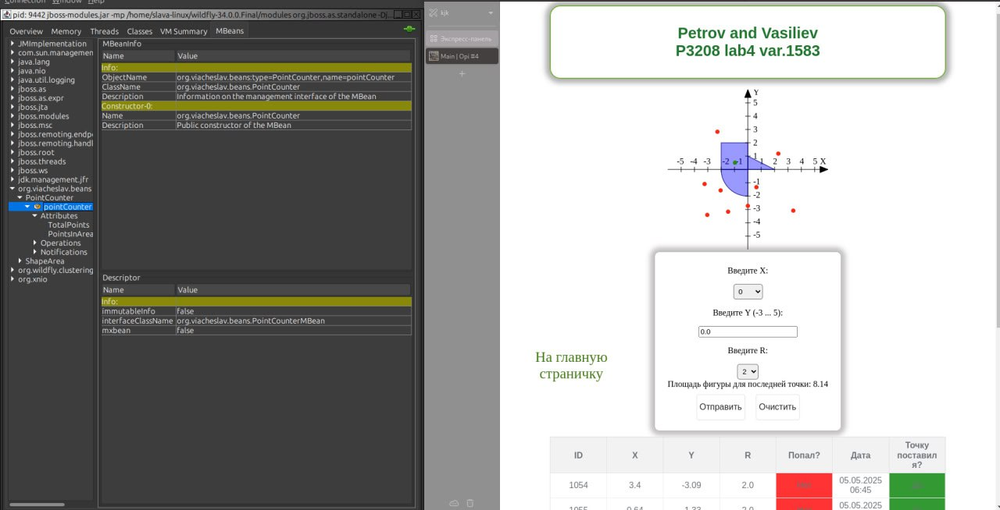 Connection Window Help
pid: 9442 jboss-modules.jar -mp /home/slava-linux/wildfly-34.0.0.Final/modules org.jboss.as.standalone -Dj...
Overview Memory Threads Classes VM Summary MBeans
JMImplementation
com.sun.managemen
java.lang
java.nio
java.util.logging
jboss.as
jboss.as.expr
jboss.jta
jboss.modules
jboss.msc
jboss.remoting.endp
jboss.remoting.handl
jboss.root
jboss.threads
jboss.ws
jdk.management.jfr
org.viacheslav.beans
PointCounter
pointCounter
Attributes
TotalPoints
PointsInArea
Operations
Notifications
ShapeArea
org.wildfly.clustering
org.xnio
MBeanInfo
Name Value
Info:
ObjectName org.viacheslav.beans:type=PointCounter,name=pointCounter
ClassName org.viacheslav.beans.PointCounter
Description Information on the management interface of the MBean
Constructor-0:
Name org.viacheslav.beans.PointCounter
Description Public constructor of the MBean
Descriptor
Name Value
Info:
immutableInfo false
interfaceClassName org.viacheslav.beans.PointCounterMBean
mxbean false
kjk
Экспресс-панель
Main | Opi #4
Petrov and Vasiliev
P3208 lab4 var.1583
Y
5
4
3
2
1
-5 -4 -3 -2 -1 1 2 3 4 5 X
-1
-2
-3
-4
-5
Введите X:
0
Введите Y (-3 ... 5):
0.0
Введите R:
2
Площадь фигуры для последней точки: 8.14
Отправить Очистить
На главную
страничку
ID X Y R Попал? Дата Точку
поставил
я?
1054 3.4 -3.09 2.0 05.05.2025
06:45
1055 0.64 -1.33 2.0 05.05.2025